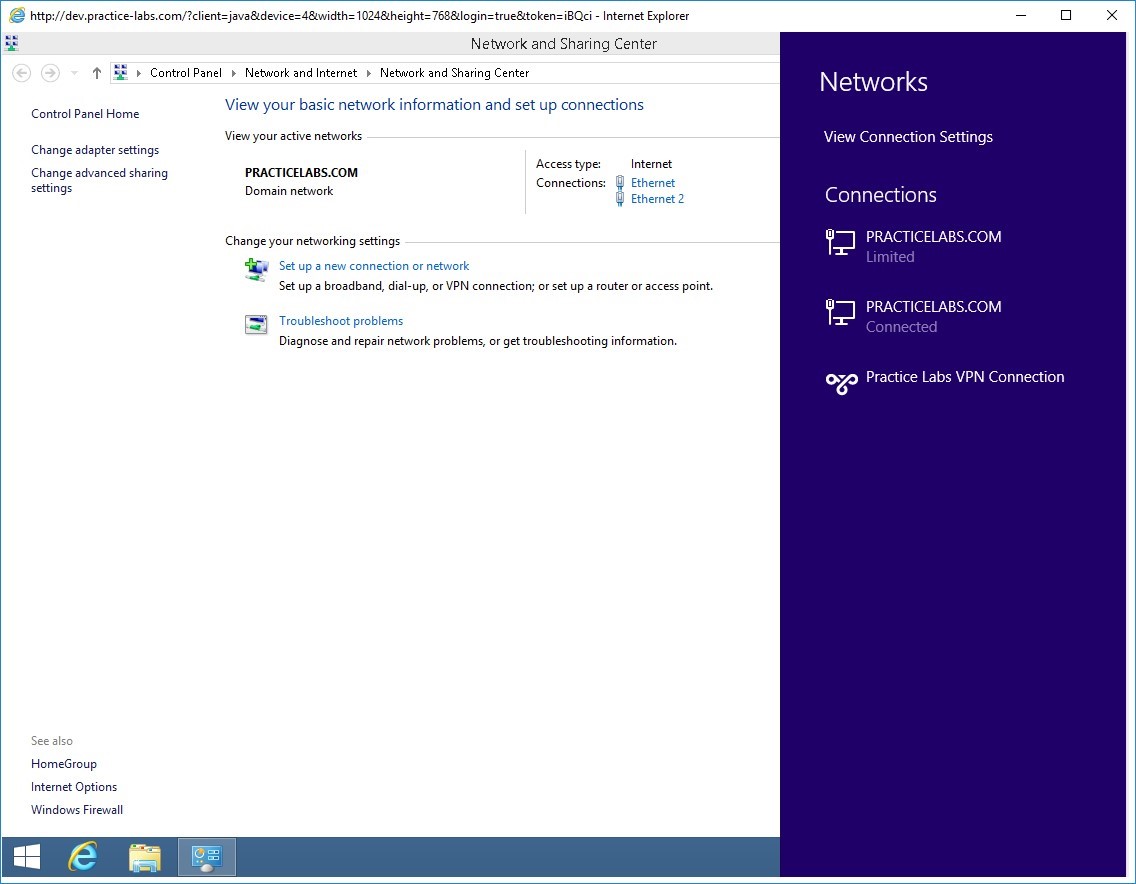 http://dev.practice-labs.com/?client=java&device=4&width=1024&height=768&login=true&token=iBQci - Internet Explorer
Network and Sharing Center
Control Panel Network and Internet Network and Sharing Center
Control Panel Home
Change adapter settings
Change advanced sharing
settings
View your basic network information and set up connections
View your active networks
PRACTICELABS.COM
Domain network
Access type: Internet
Connections: Ethernet
Ethernet 2
Change your networking settings
Set up a new connection or network
Set up a broadband, dial-up, or VPN connection; or set up a router or access point.
Troubleshoot problems
Diagnose and repair network problems, or get troubleshooting information.
See also
HomeGroup
Internet Options
Windows Firewall
Networks
View Connection Settings
Connections
PRACTICELABS.COM
Limited
PRACTICELABS.COM
Connected
Practice Labs VPN Connection